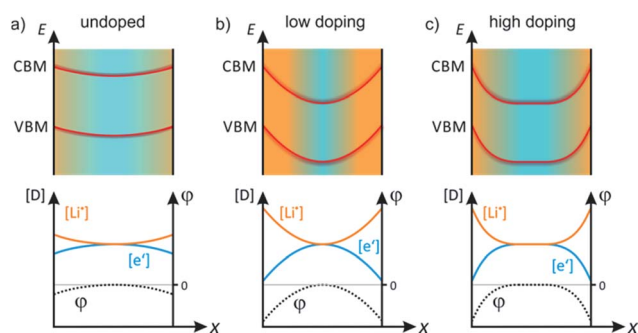 a) undoped
E
CBM
VBM
[D]
φ
[Li•]
[e′]
φ
0
x
b) low doping
E
CBM
VBM
[D]
φ
[Li•]
[e′]
φ
0
x
c) high doping
E
CBM
VBM
[D]
φ
[Li•]
[e′]
φ
0
x